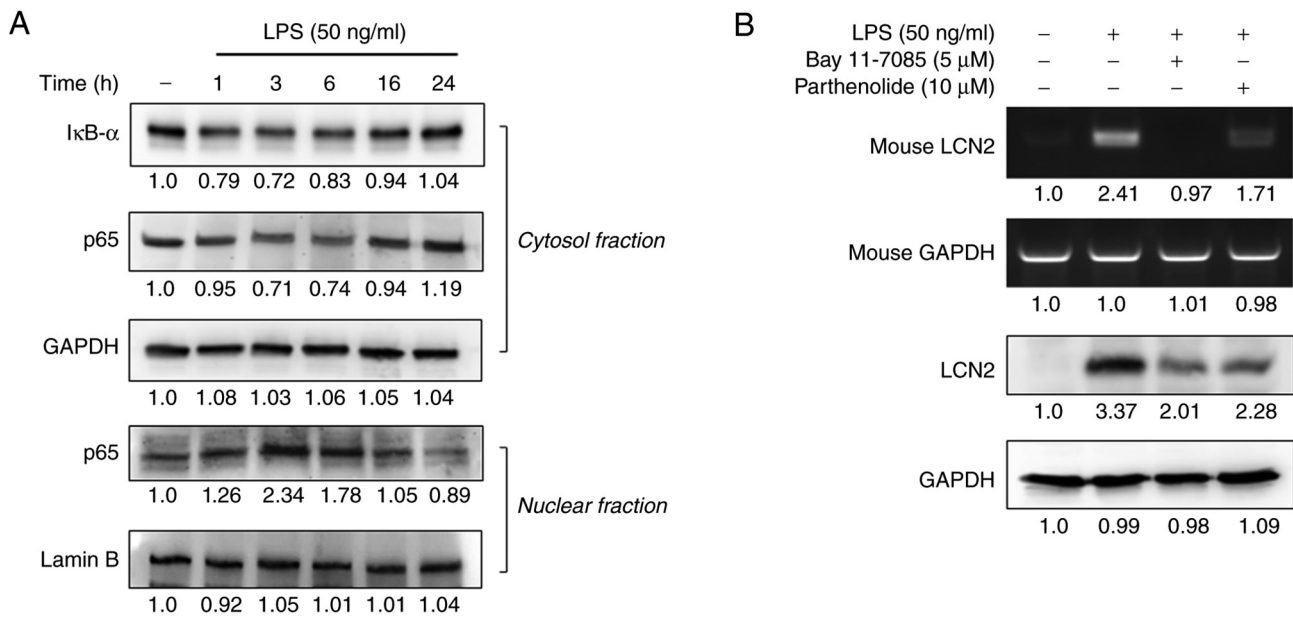 A
LPS (50 ng/ml)
Time (h) – 1 3 6 16 24
IκB-α
1.0 0.79 0.72 0.83 0.94 1.04
p65
Cytosol fraction
1.0 0.95 0.71 0.74 0.94 1.19
GAPDH
1.0 1.08 1.03 1.06 1.05 1.04
p65
1.0 1.26 2.34 1.78 1.05 0.89
Nuclear fraction
Lamin B
1.0 0.92 1.05 1.01 1.01 1.04
B
LPS (50 ng/ml) – + + +
Bay 11-7085 (5 μM) – – + –
Parthenolide (10 μM) – – – +
Mouse LCN2
1.0 2.41 0.97 1.71
Mouse GAPDH
1.0 1.0 1.01 0.98
LCN2
1.0 3.37 2.01 2.28
GAPDH
1.0 0.99 0.98 1.09